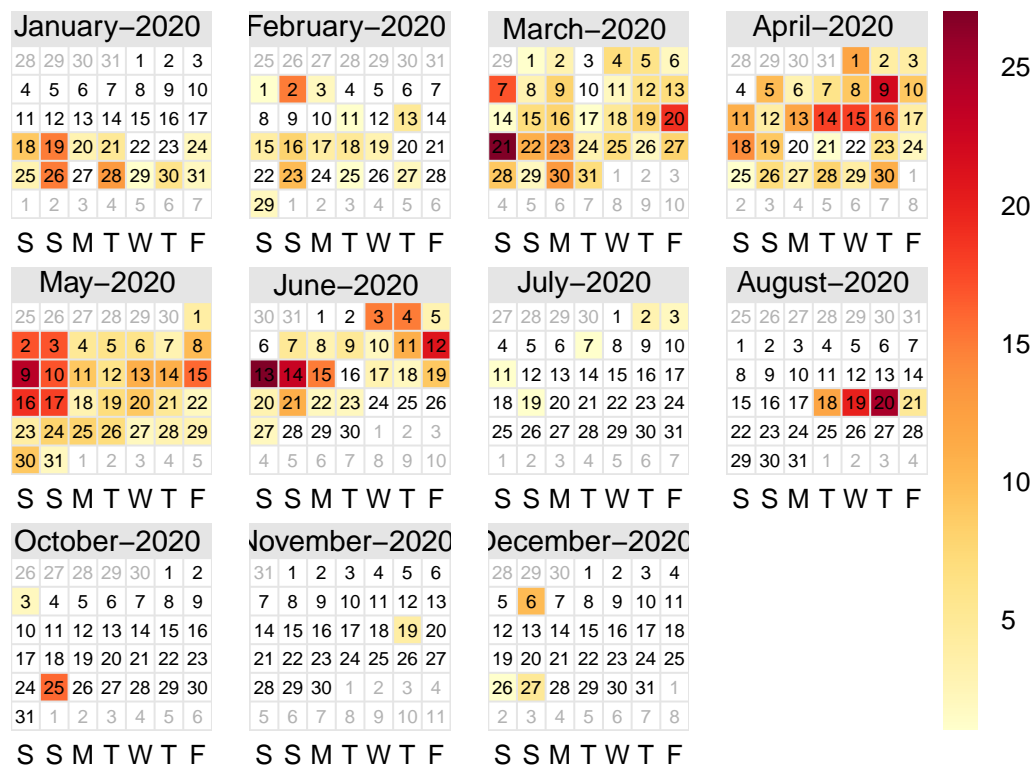 January–2020
28 29 30 31 1 2 3
4 5 6 7 8 9 10
11 12 13 14 15 16 17
18 19 20 21 22 23 24
25 26 27 28 29 30 31
1 2 3 4 5 6 7
S S M T W T F
February–2020
25 26 27 28 29 30 31
1 2 3 4 5 6 7
8 9 10 11 12 13 14
15 16 17 18 19 20 21
22 23 24 25 26 27 28
29 1 2 3 4 5 6
S S M T W T F
March–2020
29 1 2 3 4 5 6
7 8 9 10 11 12 13
14 15 16 17 18 19 20
21 22 23 24 25 26 27
28 29 30 31 1 2 3
4 5 6 7 8 9 10
S S M T W T F
April–2020
28 29 30 31 1 2 3
4 5 6 7 8 9 10
11 12 13 14 15 16 17
18 19 20 21 22 23 24
25 26 27 28 29 30 1
2 3 4 5 6 7 8
S S M T W T F
May–2020
25 26 27 28 29 30 1
2 3 4 5 6 7 8
9 10 11 12 13 14 15
16 17 18 19 20 21 22
23 24 25 26 27 28 29
30 31 1 2 3 4 5
S S M T W T F
June–2020
30 31 1 2 3 4 5
6 7 8 9 10 11 12
13 14 15 16 17 18 19
20 21 22 23 24 25 26
27 28 29 30 1 2 3
4 5 6 7 8 9 10
S S M T W T F
July–2020
27 28 29 30 1 2 3
4 5 6 7 8 9 10
11 12 13 14 15 16 17
18 19 20 21 22 23 24
25 26 27 28 29 30 31
1 2 3 4 5 6 7
S S M T W T F
August–2020
25 26 27 28 29 30 31
1 2 3 4 5 6 7
8 9 10 11 12 13 14
15 16 17 18 19 20 21
22 23 24 25 26 27 28
29 30 31 1 2 3 4
S S M T W T F
October–2020
26 27 28 29 30 1 2
3 4 5 6 7 8 9
10 11 12 13 14 15 16
17 18 19 20 21 22 23
24 25 26 27 28 29 30
31 1 2 3 4 5 6
S S M T W T F
November–2020
31 1 2 3 4 5 6
7 8 9 10 11 12 13
14 15 16 17 18 19 20
21 22 23 24 25 26 27
28 29 30 1 2 3 4
5 6 7 8 9 10 11
S S M T W T F
December–2020
28 29 30 1 2 3 4
5 6 7 8 9 10 11
12 13 14 15 16 17 18
19 20 21 22 23 24 25
26 27 28 29 30 31 1
2 3 4 5 6 7 8
S S M T W T F
25
20
15
10
5